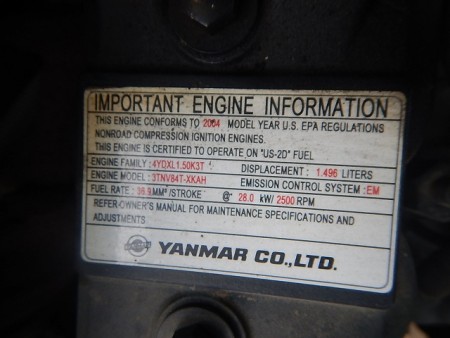 IMPORTANT ENGINE INFORMATION
THIS ENGINE CONFORMS TO 2004 MODEL YEAR U.S. EPA REGULATIONS
NONROAD COMPRESSION IGNITION ENGINES.
THIS ENGINE IS CERTIFIED TO OPERATE ON "US-2D" FUEL
ENGINE FAMILY : 4YDXL1.50K3T DISPLACEMENT : 1.496 LITERS
ENGINE MODEL : 3TNV84T-XKAH EMISSION CONTROL SYSTEM : EM
FUEL RATE : MM³/STROKE @ 28.0 kW/ 2500 RPM
REFER OWNER'S MANUAL FOR MAINTENANCE SPECIFICATIONS AND
ADJUSTMENTS.
YANMAR CO.,LTD.